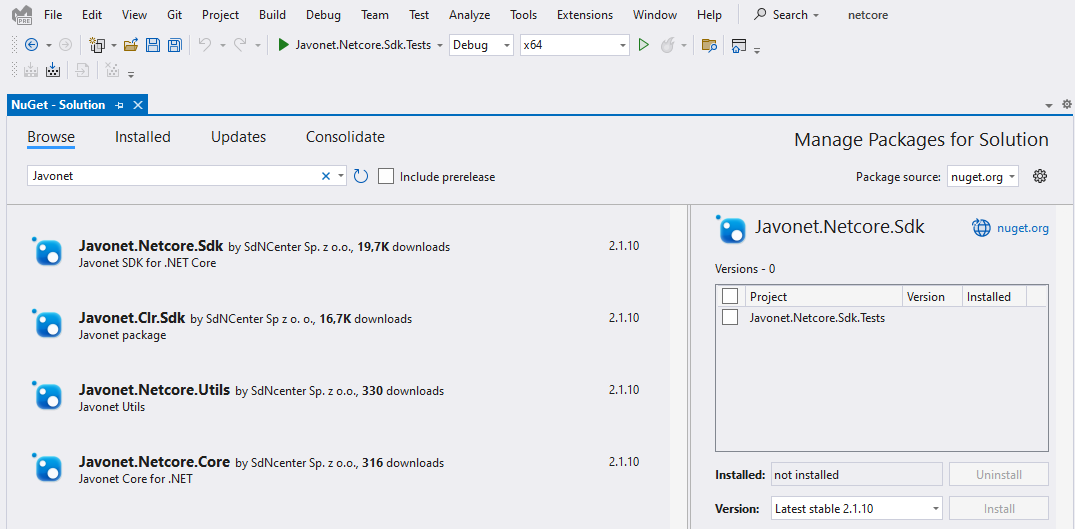 File Edit View Git Project Build Debug Team Test Analyze Tools Extensions Window Help Search netcore
PRE
Javonet.Netcore.Sdk.Tests Debug x64
NuGet - Solution
Browse Installed Updates Consolidate Manage Packages for Solution
Javonet Include prerelease Package source: nuget.org
Javonet.Netcore.Sdk by SdNCenter Sp. z o.o., 19,7K downloads 2.1.10
Javonet SDK for .NET Core
Javonet.Clr.Sdk by SdNCenter Sp z o. o., 16,7K downloads 2.1.10
Javonet package
Javonet.Netcore.Utils by SdNcenter Sp. z o.o., 330 downloads 2.1.10
Javonet Utils
Javonet.Netcore.Core by SdNcenter Sp. z o.o., 316 downloads 2.1.10
Javonet Core for .NET
Javonet.Netcore.Sdk nuget.org
Versions - 0
Project Version Installed
Javonet.Netcore.Sdk.Tests
Installed: not installed Uninstall
Version: Latest stable 2.1.10 Install